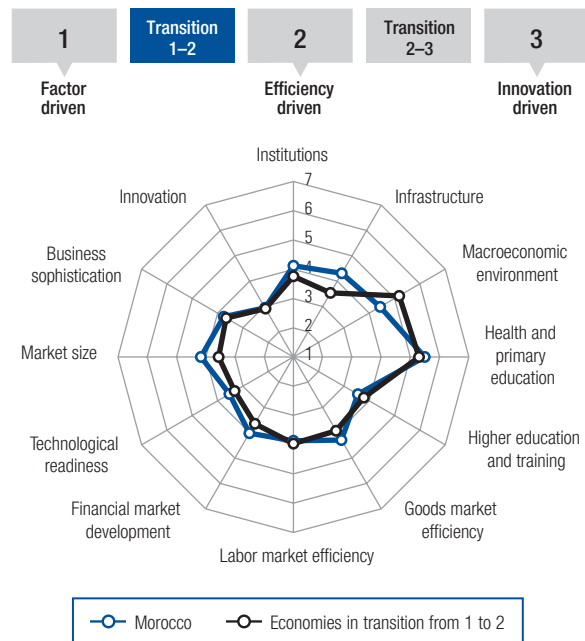 1
Transition
1–2
2
Transition
2–3
3
Factor
driven
Efficiency
driven
Innovation
driven
Institutions
Infrastructure
Macroeconomic
environment
Health and
primary
education
Higher education
and training
Goods market
efficiency
Labor market efficiency
Financial market
development
Technological
readiness
Market size
Business
sophistication
Innovation
7
6
5
4
3
2
1
Morocco
Economies in transition from 1 to 2